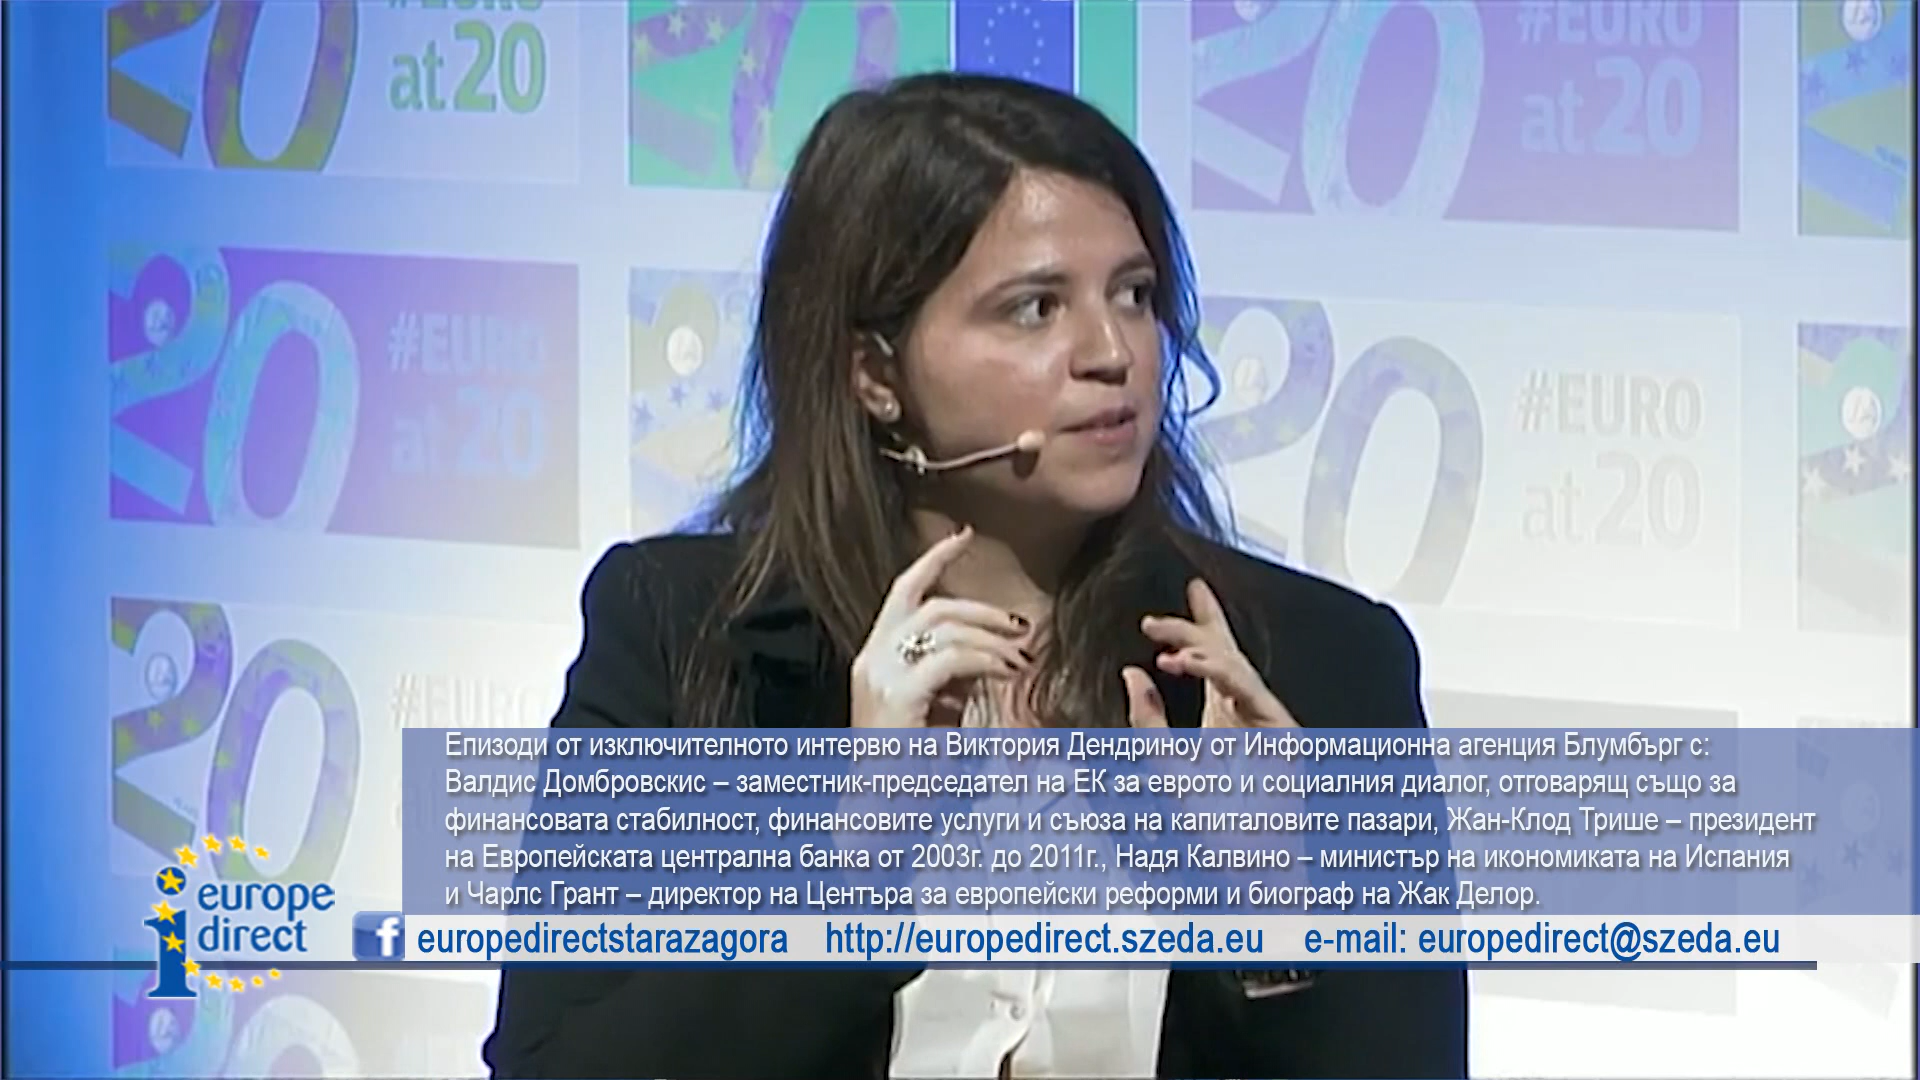 #EURO
at 20
#EURO
at 20
#EURO
at 20
#EURO
at 20
#EURO
Епизоди от изключителното интервю на Виктория Дендриноу от Информационна агенция Блумбърг с:
Валдис Домбровскис – заместник-председател на ЕК за еврото и социалния диалог, отговарящ също за
финансовата стабилност, финансовите услуги и съюза на капиталовите пазари, Жан-Клод Трише – президент
на Европейската централна банка от 2003г. до 2011г., Надя Калвино – министър на икономиката на Испания
и Чарлс Грант – директор на Центъра за европейски реформи и биограф на Жак Делор.
europe
direct
f europedirectstarazagora http://europedirect.szeda.eu e-mail: europedirect@szeda.eu